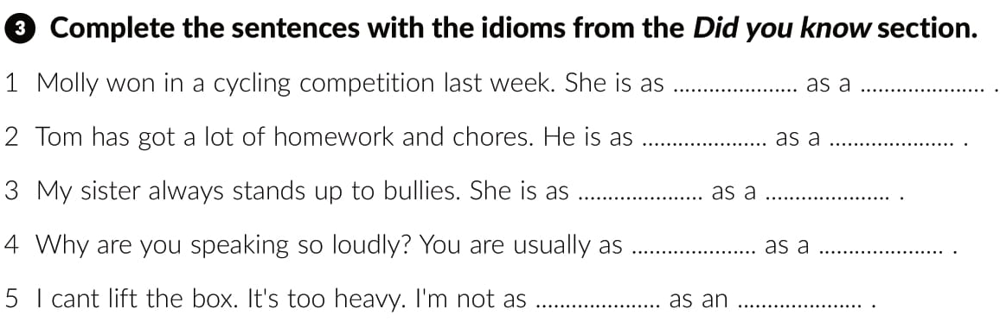 3 Complete the sentences with the idioms from the Did you know section.
1 Molly won in a cycling competition last week. She is as ..................... as a ..................... .
2 Tom has got a lot of homework and chores. He is as ..................... as a ..................... .
3 My sister always stands up to bullies. She is as ..................... as a ..................... .
4 Why are you speaking so loudly? You are usually as ..................... as a ..................... .
5 I cant lift the box. It's too heavy. I'm not as ..................... as an ..................... .